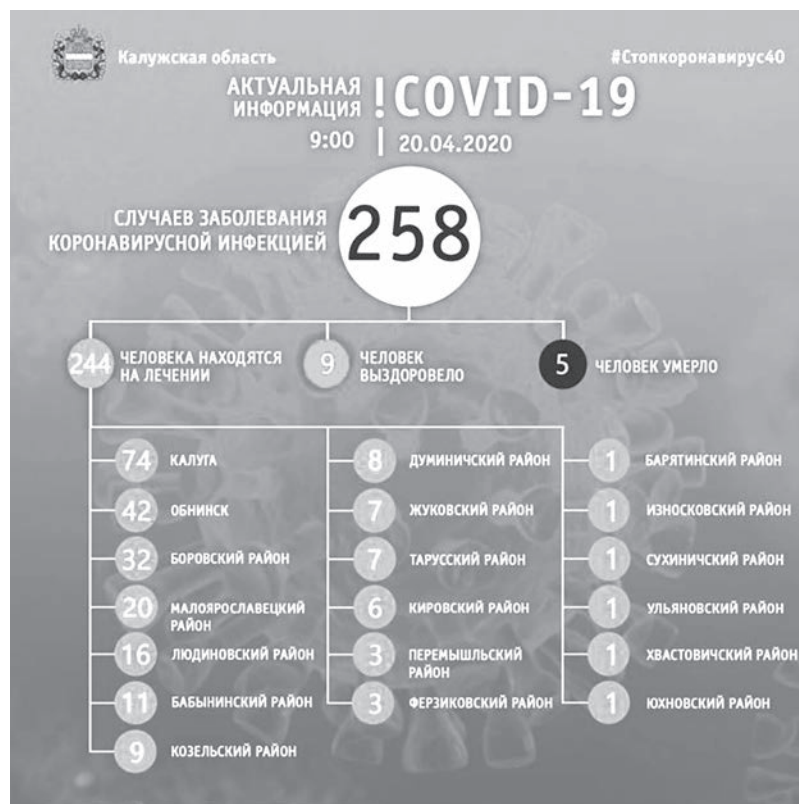 Калужская область
#Стопкоронавирус40
АКТУАЛЬНАЯ
ИНФОРМАЦИЯ
! COVID-19
9:00 | 20.04.2020
СЛУЧАЕВ ЗАБОЛЕВАНИЯ
КОРОНАВИРУСНОЙ ИНФЕКЦИЕЙ
258
244
ЧЕЛОВЕКА НАХОДЯТСЯ
НА ЛЕЧЕНИИ
9
ЧЕЛОВЕК
ВЫЗДОРОВЕЛО
5
ЧЕЛОВЕК УМЕРЛО
74 КАЛУГА
42 ОБНИНСК
32 БОРОВСКИЙ РАЙОН
20 МАЛОЯРОСЛАВЕЦКИЙ
РАЙОН
16 ЛЮДИНОВСКИЙ РАЙОН
11 БАБЫНИНСКИЙ РАЙОН
9 КОЗЕЛЬСКИЙ РАЙОН
8 ДУМИНИЧСКИЙ РАЙОН
7 ЖУКОВСКИЙ РАЙОН
7 ТАРУССКИЙ РАЙОН
6 КИРОВСКИЙ РАЙОН
3 ПЕРЕМЫШЛЬСКИЙ
РАЙОН
3 ФЕРЗИКОВСКИЙ РАЙОН
1 БАРЯТИНСКИЙ РАЙОН
1 ИЗНОСКОВСКИЙ РАЙОН
1 СУХИНИЧСКИЙ РАЙОН
1 УЛЬЯНОВСКИЙ РАЙОН
1 ХВАСТОВИЧСКИЙ РАЙОН
1 ЮХНОВСКИЙ РАЙОН